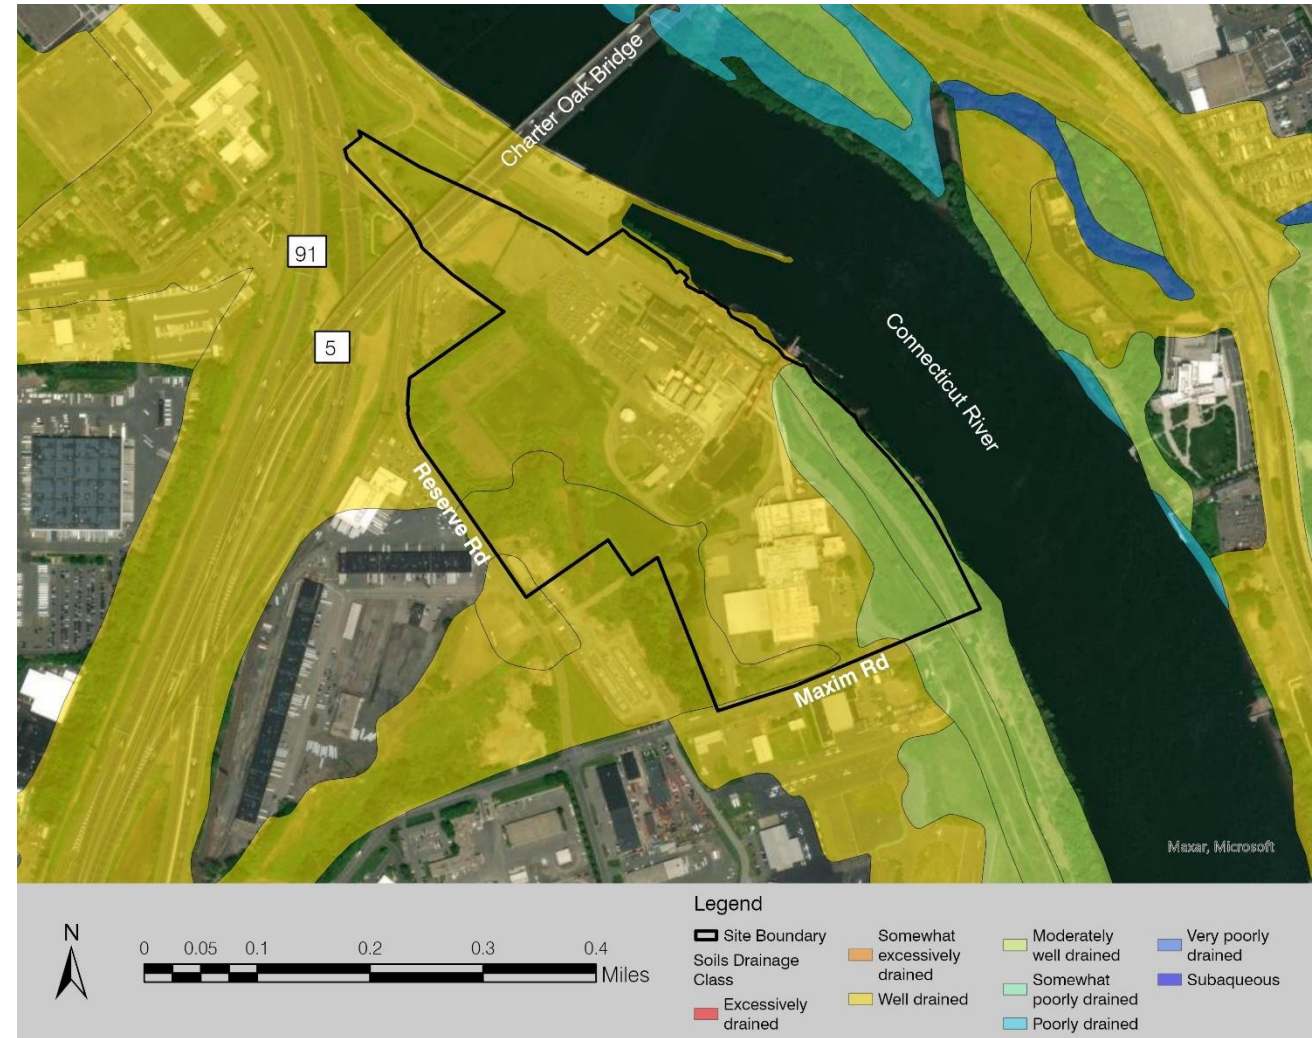 Charter Oak Bridge
91
5
Connecticut River
Reserve Rd
Maxim Rd
Maxar, Microsoft
N
0 0.05 0.1 0.2 0.3 0.4
Miles
Legend
Site Boundary
Soils Drainage
Class
Excessively
drained
Somewhat
excessively
drained
Well drained
Moderately
well drained
Somewhat
poorly drained
Poorly drained
Very poorly
drained
Subaqueous